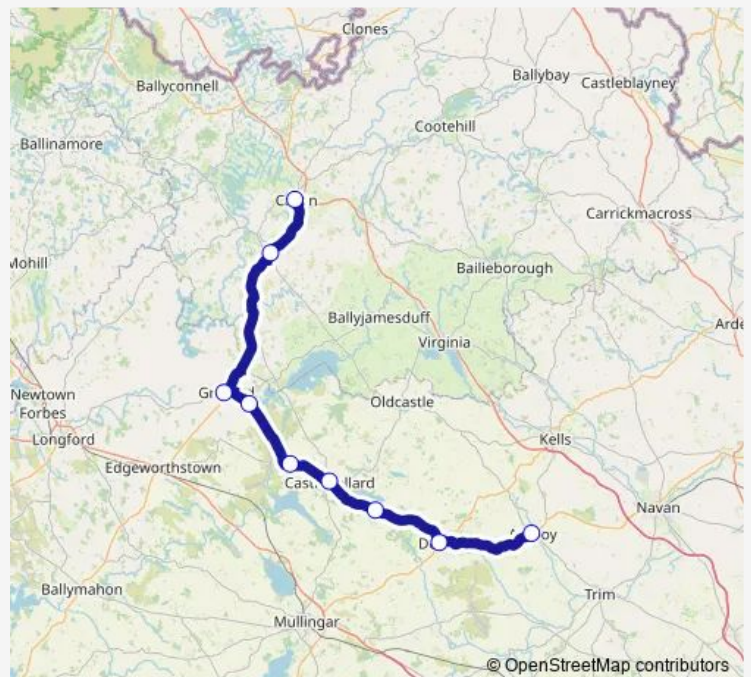 Clones
Ballyconnell
Ballybay
Castleblayney
Cootehill
Ballinamore
Carrickmacross
Mohill
Bailieborough
Ballyjamesduff
Virginia
Newtown
Forbes
Oldcastle
Longford
Kells
Edgeworthstown
Navan
Ballymahon
Trim
Mullingar
© OpenStreetMap contributors